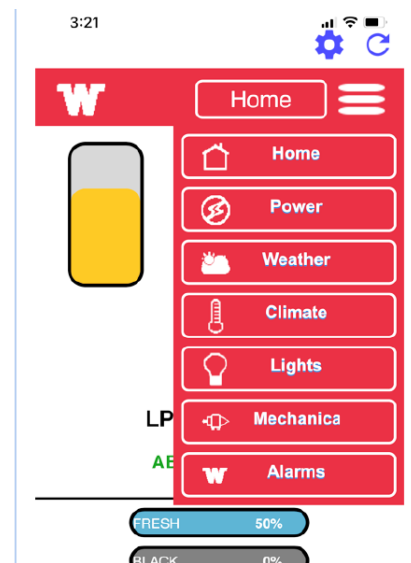 3:21
W
Home
Home
Power
Weather
Climate
Lights
LP
Mechanica
AE
W
Alarms
FRESH 50%
BLACK 0%